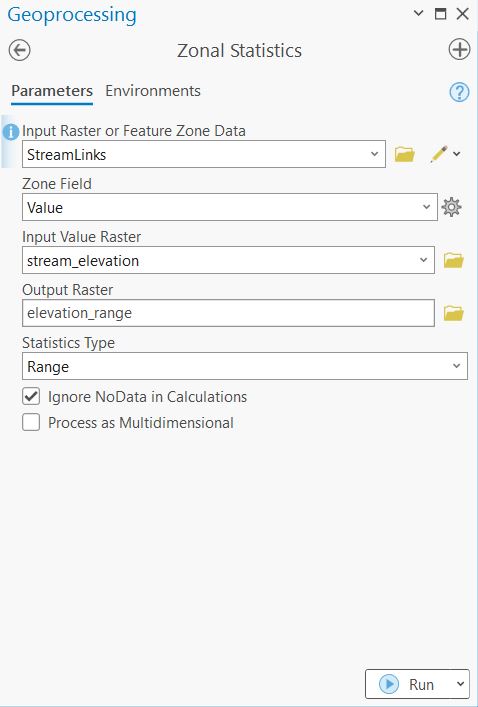 Geoprocessing
Zonal Statistics
Parameters Environments
Input Raster or Feature Zone Data
StreamLinks
Zone Field
Value
Input Value Raster
stream_elevation
Output Raster
elevation_range
Statistics Type
Range
Ignore NoData in Calculations
Process as Multidimensional
Run